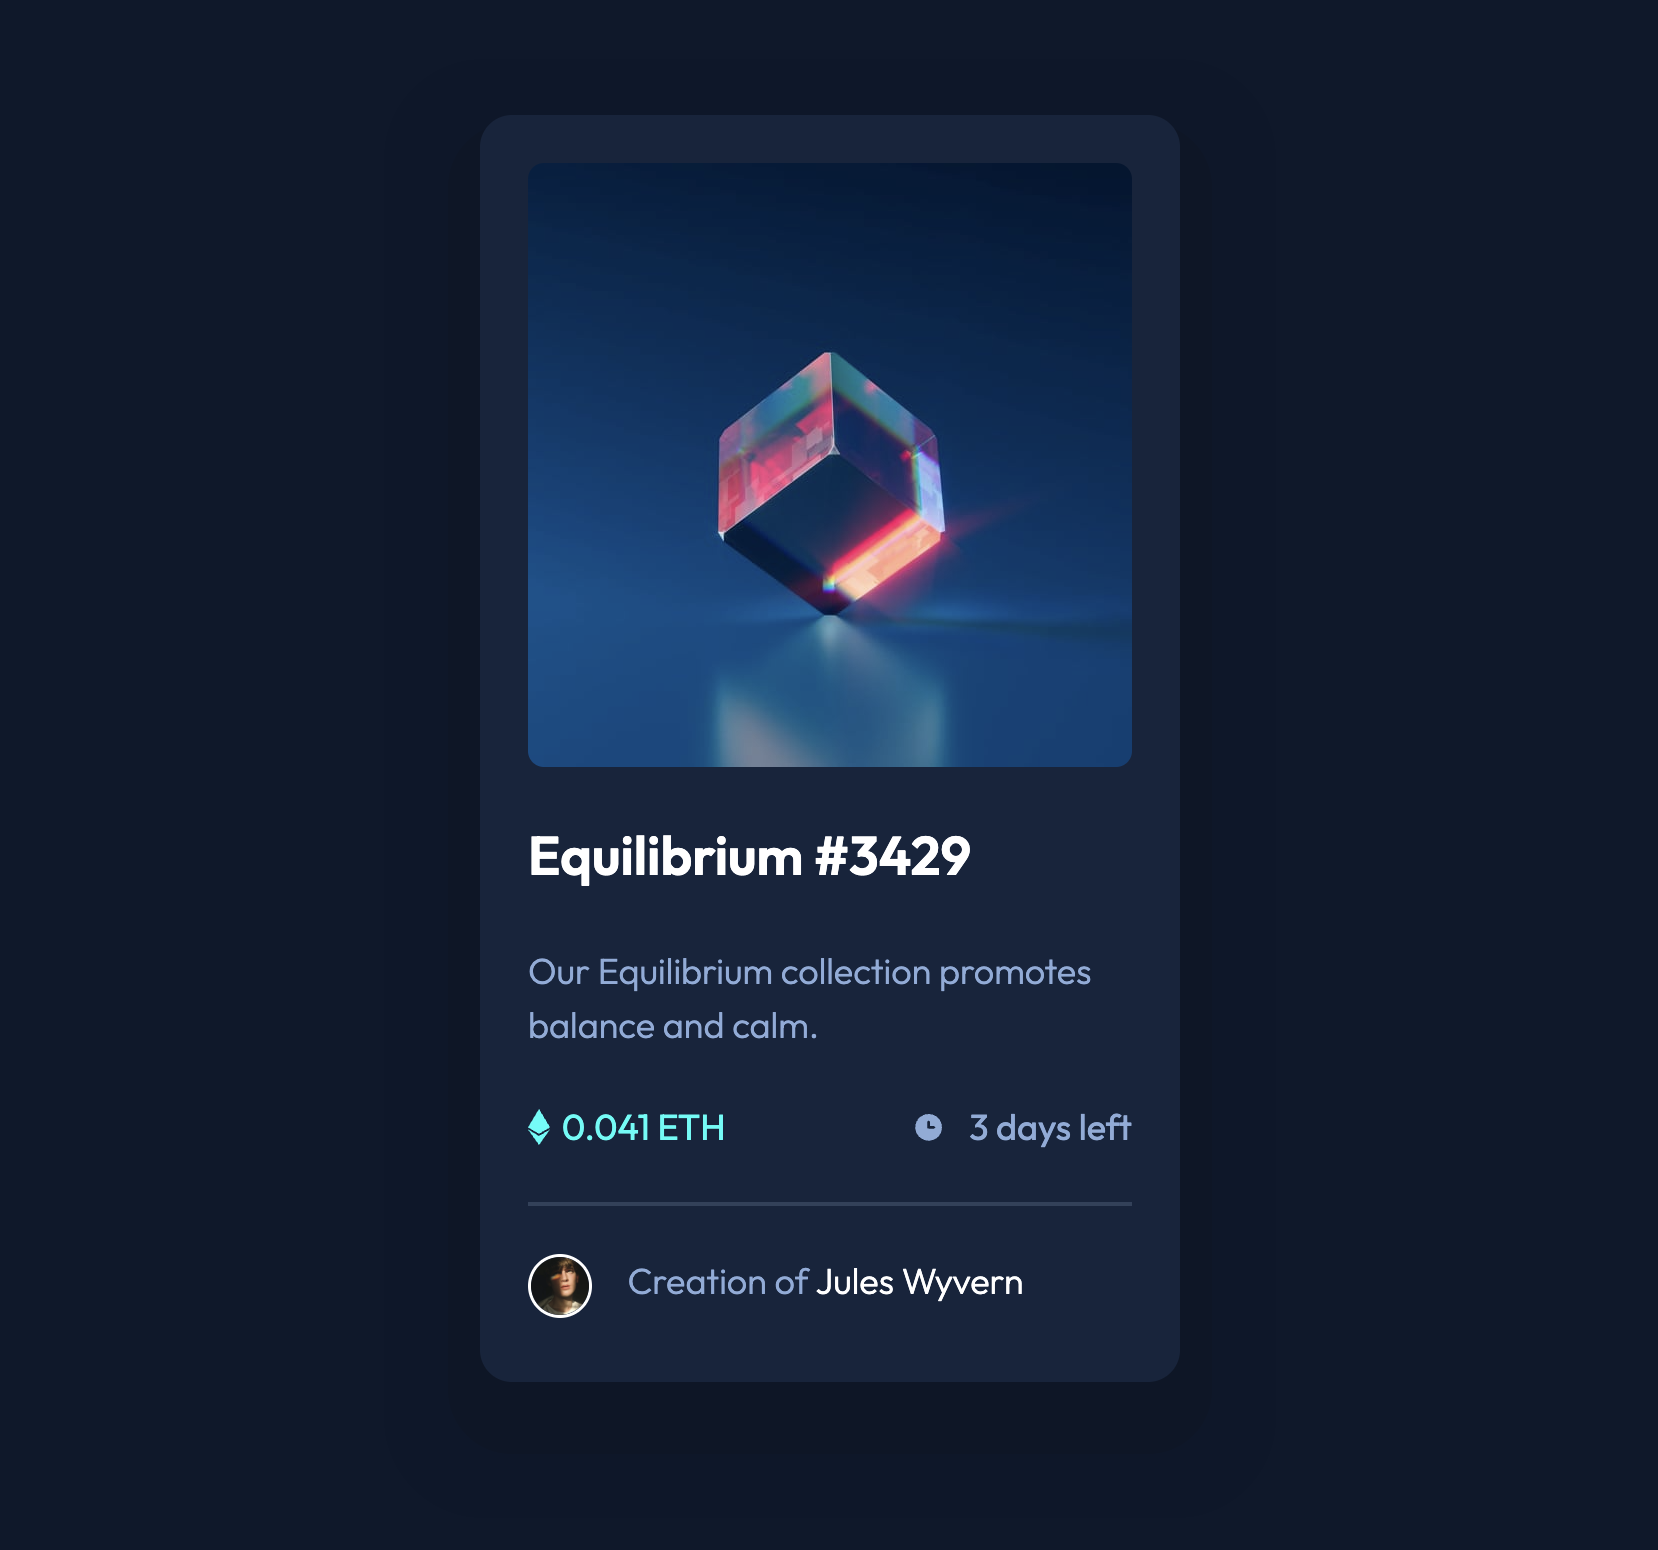 Equilibrium #3429
Our Equilibrium collection promotes
balance and calm.
0.041 ETH
3 days left
Creation of Jules Wyvern